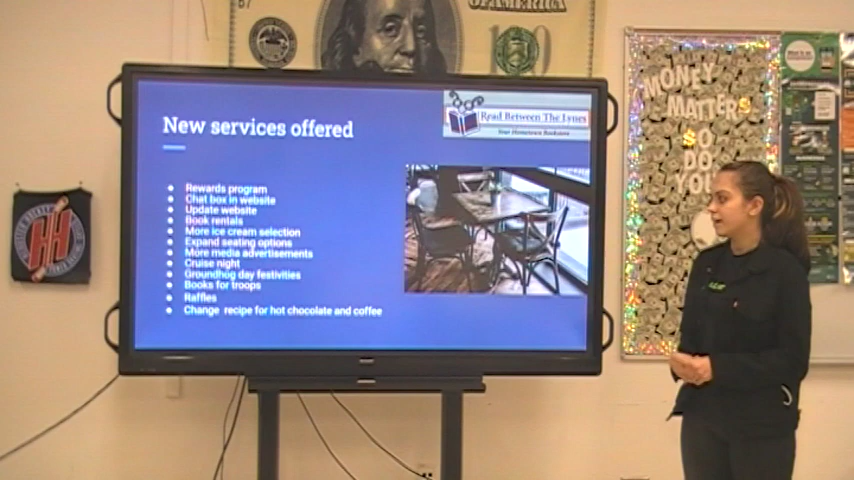 OF AMERICA
100
New services offered
Read Between The Lynes
Your Hometown Bookstore
Rewards program
Chat box in website
Update website
Book rentals
More ice cream selection
Expand seating options
More media advertisements
Cruise night
Groundhog day festivities
Books for troops
Raffles
Change recipe for hot chocolate and coffee
MONEY
MATTER$
$O
DO
YOU
H